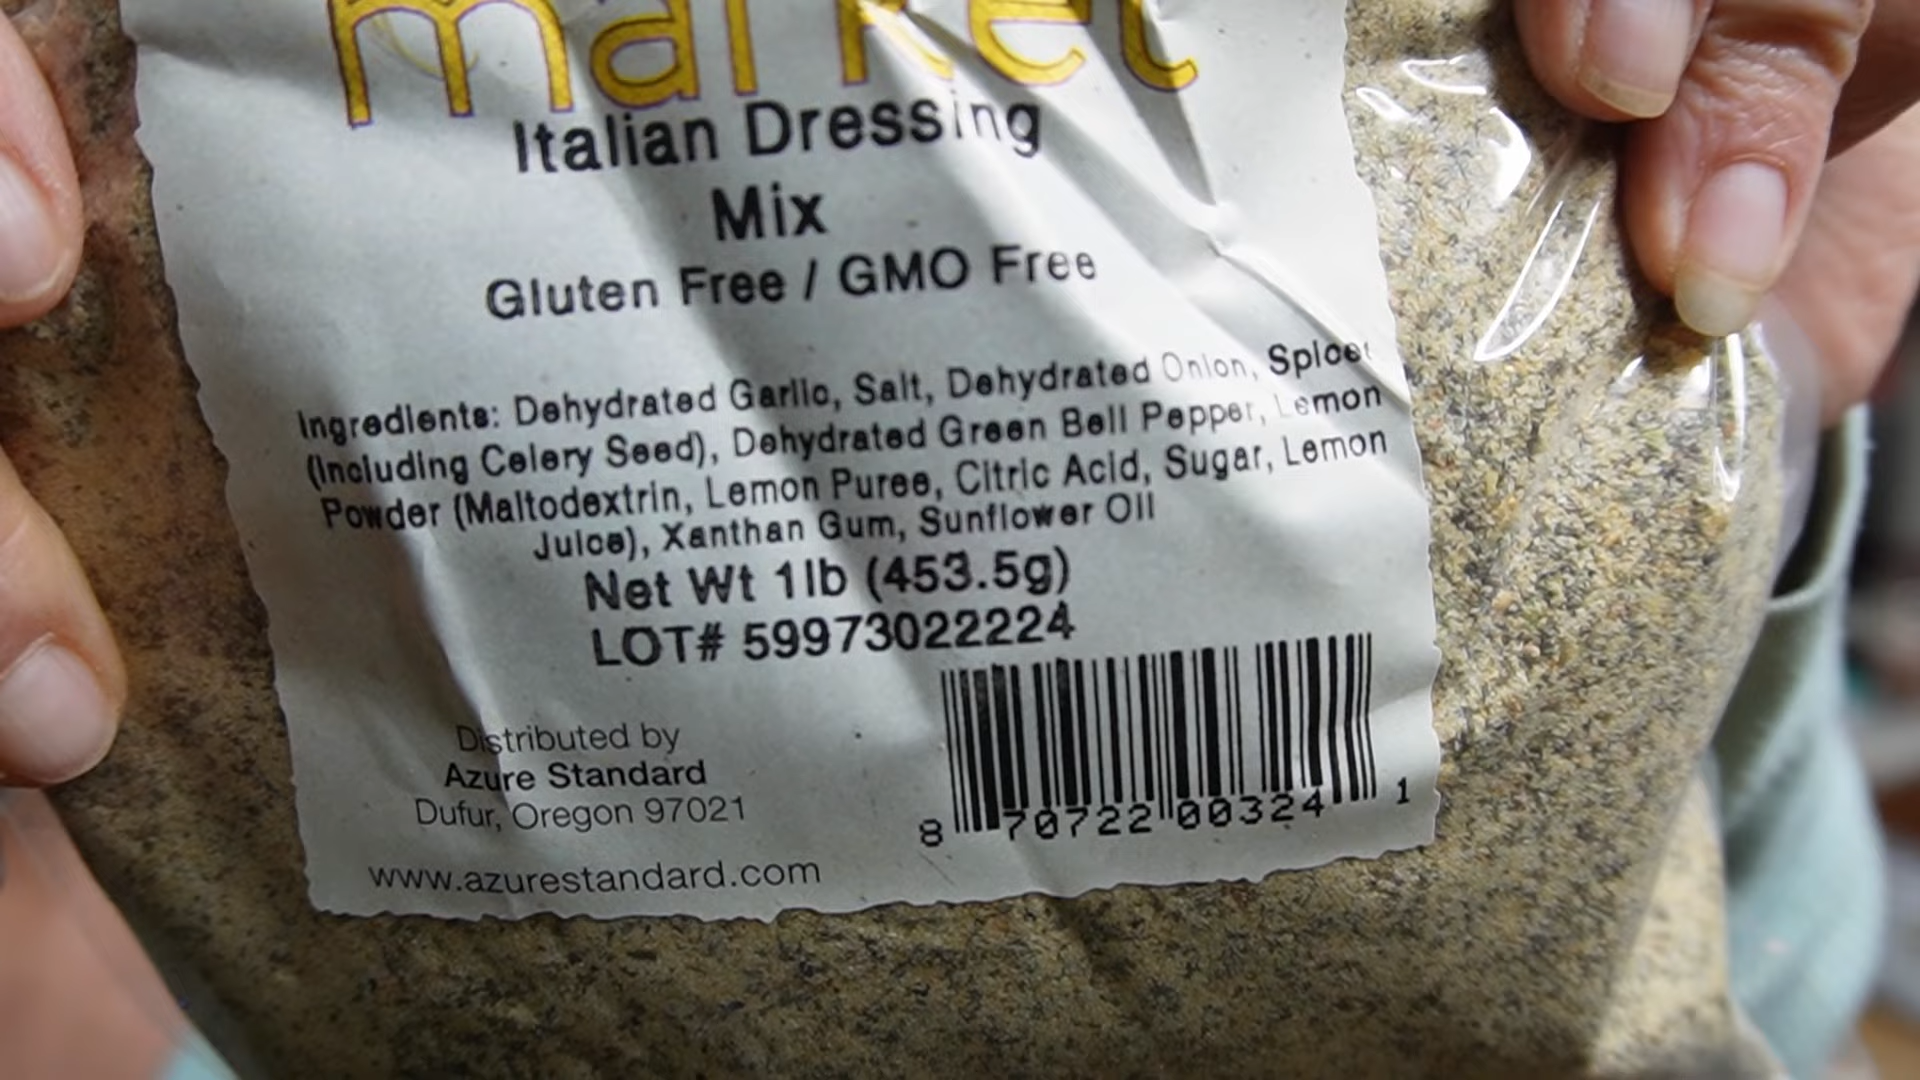 market
Italian Dressing
Mix
Gluten Free / GMO Free
Ingredients: Dehydrated Garlic, Salt, Dehydrated Onion, Spices
(Including Celery Seed), Dehydrated Green Bell Pepper, Lemon
Powder (Maltodextrin, Lemon Puree, Citric Acid, Sugar, Lemon
Juice), Xanthan Gum, Sunflower Oil
Net Wt 1lb (453.5g)
LOT# 59973022224
Distributed by
Azure Standard
Dufur, Oregon 97021
www.azurestandard.com
8 70722 00324 1